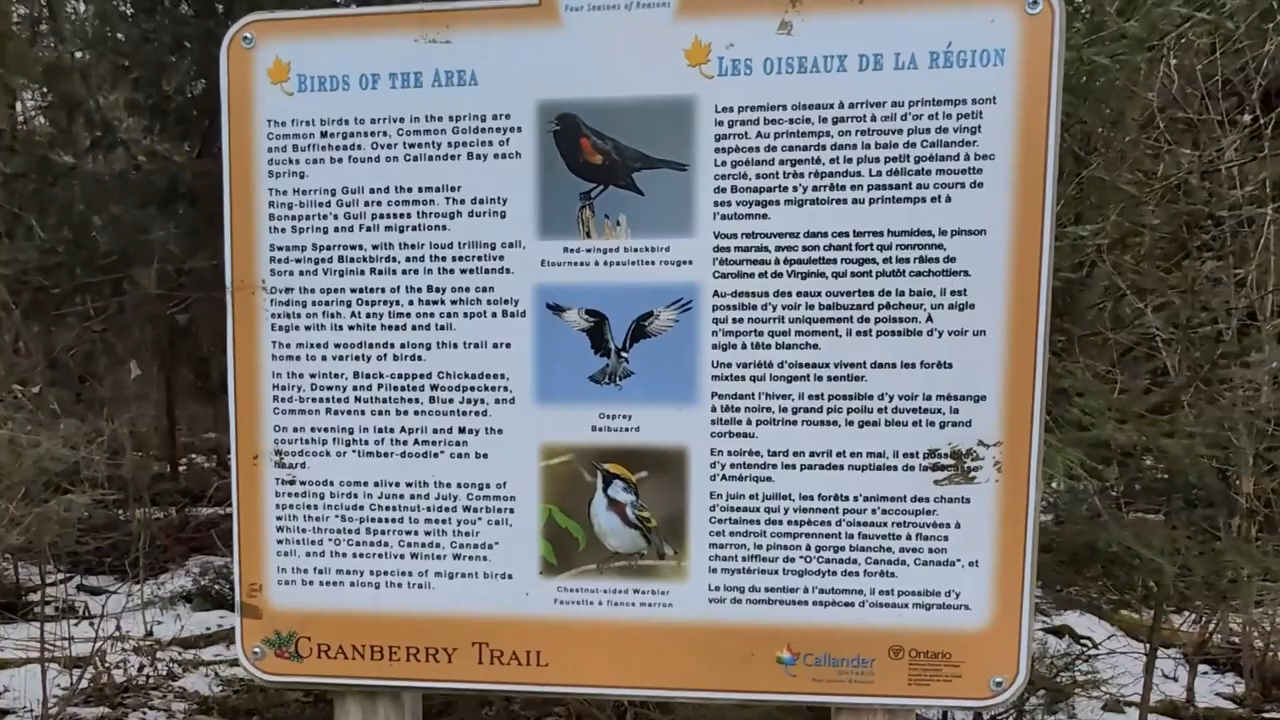 Four Seasons of Reasons
BIRDS OF THE AREA
The first birds to arrive in the spring are
Common Mergansers, Common Goldeneyes
and Buffleheads. Over twenty species of
ducks can be found on Callander Bay each
Spring.
The Herring Gull and the smaller
Ring-billed Gull are common. The dainty
Bonaparte's Gull passes through during
the Spring and Fall migrations.
Swamp Sparrows, with their loud trilling call,
Red-winged Blackbirds, and the secretive
Sora and Virginia Rails are in the wetlands.
Over the open waters of the Bay one can
finding soaring Ospreys, a hawk which solely
exists on fish. At any time one can spot a Bald
Eagle with its white head and tail.
The mixed woodlands along this trail are
home to a variety of birds.
In the winter, Black-capped Chickadees,
Hairy, Downy and Pileated Woodpeckers,
Red-breasted Nuthatches, Blue Jays, and
Common Ravens can be encountered.
On an evening in late April and May the
courtship flights of the American
Woodcock or "timber-doodle" can be
heard.
The woods come alive with the songs of
breeding birds in June and July. Common
species include Chestnut-sided Warblers
with their "So-pleased to meet you" call,
White-throated Sparrows with their
whistled "O'Canada, Canada, Canada"
call, and the secretive Winter Wrens.
In the fall many species of migrant birds
can be seen along the trail.
Red-winged blackbird
Étourneau à épaulettes rouges
Osprey
Balbuzard
Chestnut-sided Warbler
Fauvette à flancs marron
LES OISEAUX DE LA RÉGION
Les premiers oiseaux à arriver au printemps sont
le grand bec-scie, le garrot à œil d'or et le petit
garrot. Au printemps, on retrouve plus de vingt
espèces de canards dans la baie de Callander.
Le goéland argenté, et le plus petit goéland à bec
cerclé, sont très répandus. La délicate mouette
de Bonaparte s'y arrête en passant au cours de
ses voyages migratoires au printemps et à
l'automne.
Vous retrouverez dans ces terres humides, le pinson
des marais, avec son chant fort qui ronronne,
l'étourneau à épaulettes rouges, et les râles de
Caroline et de Virginie, qui sont plutôt cachottiers.
Au-dessus des eaux ouvertes de la baie, il est
possible d'y voir le balbuzard pêcheur, un aigle
qui se nourrit uniquement de poisson. À
n'importe quel moment, il est possible d'y voir un
aigle à tête blanche.
Une variété d'oiseaux vivent dans les forêts
mixtes qui longent le sentier.
Pendant l'hiver, il est possible d'y voir la mésange
à tête noire, le grand pic poilu et duveteux, la
sitelle à poitrine rousse, le geai bleu et le grand
corbeau.
En soirée, tard en avril et en mai, il est possible
d'y entendre les parades nuptiales de la bécasse
d'Amérique.
En juin et juillet, les forêts s'animent des chants
d'oiseaux qui y viennent pour s'accoupler.
Certaines des espèces d'oiseaux retrouvées à
cet endroit comprennent la fauvette à flancs
marron, le pinson à gorge blanche, avec son
chant siffleur de "O'Canada, Canada, Canada", et
le mystérieux troglodyte des forêts.
Le long du sentier à l'automne, il est possible d'y
voir de nombreuses espèces d'oiseaux migrateurs.
CRANBERRY TRAIL
Callander
ONTARIO
Ontario